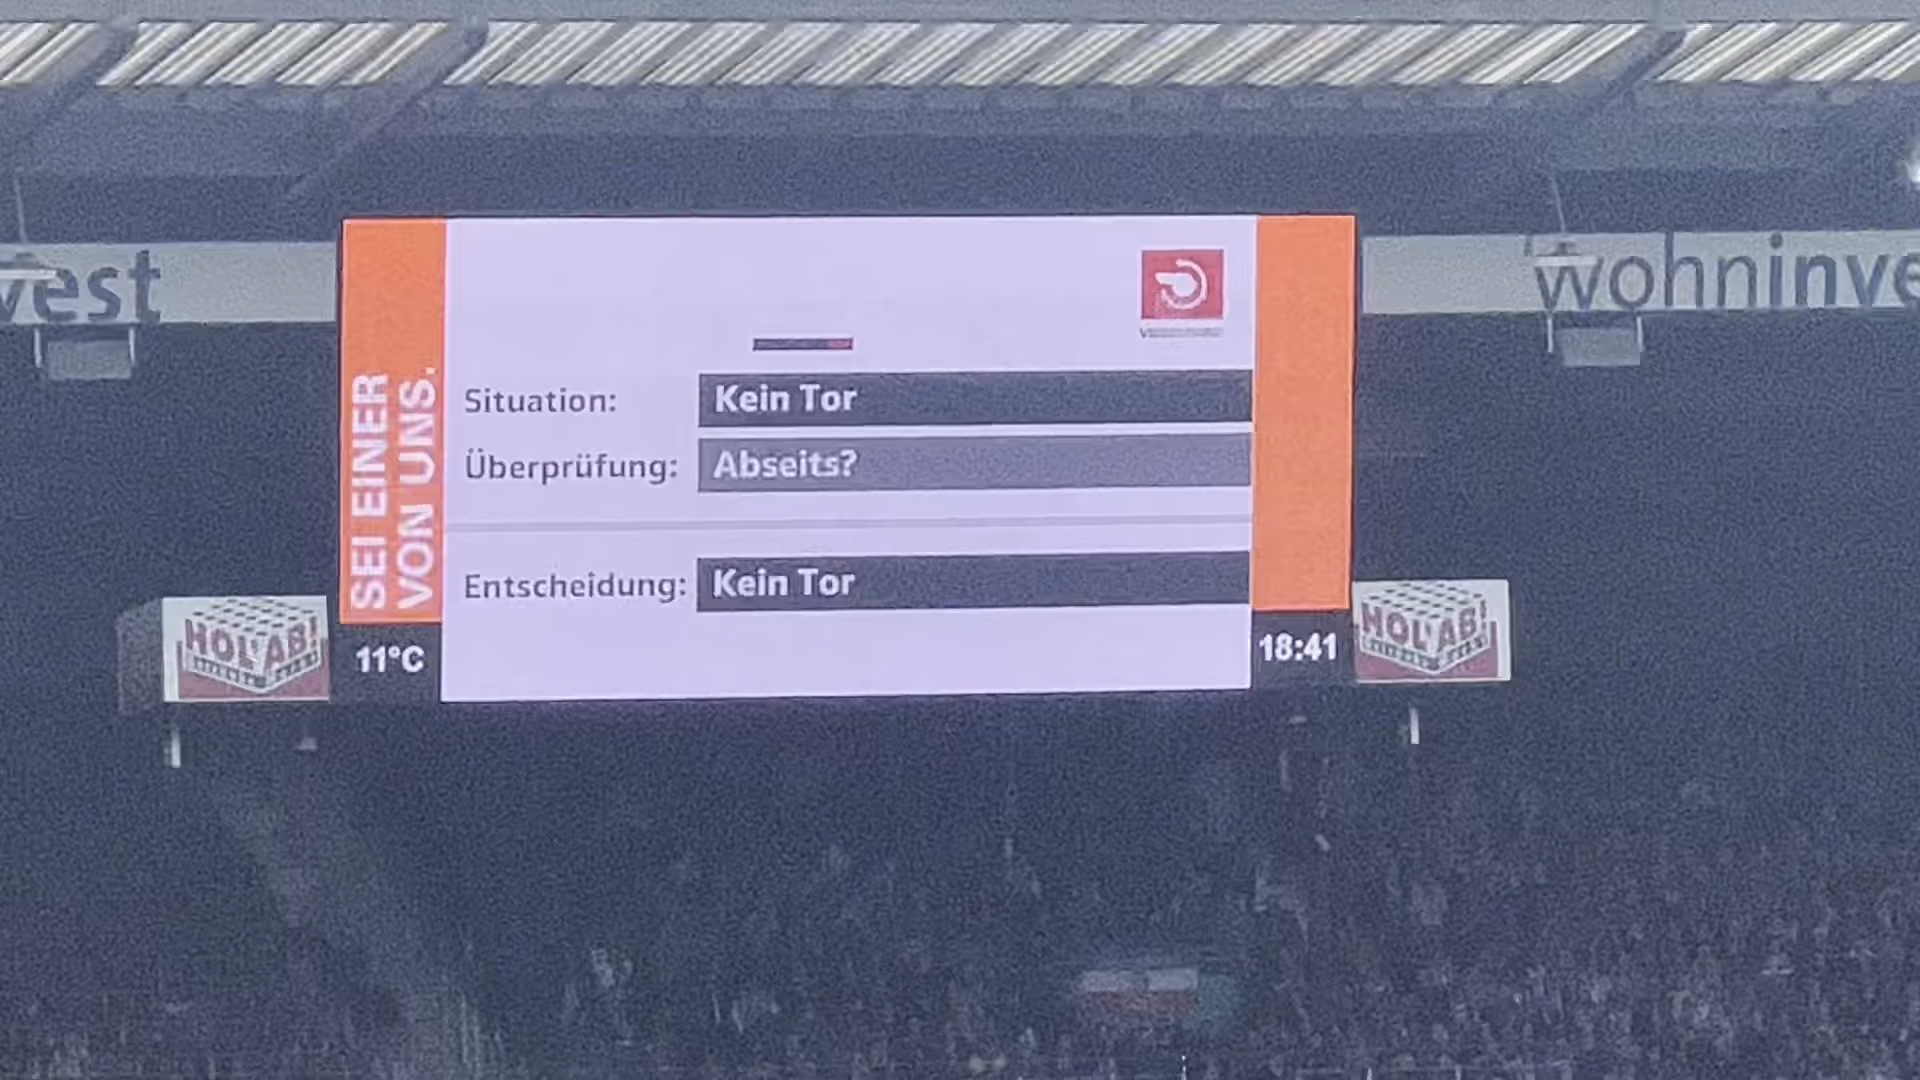 vest
wohninve
SEI EINER
VON UNS.
Situation: Kein Tor
Überprüfung: Abseits?
Entscheidung: Kein Tor
HOL'AB!
11°C
18:41
HOL'AB!